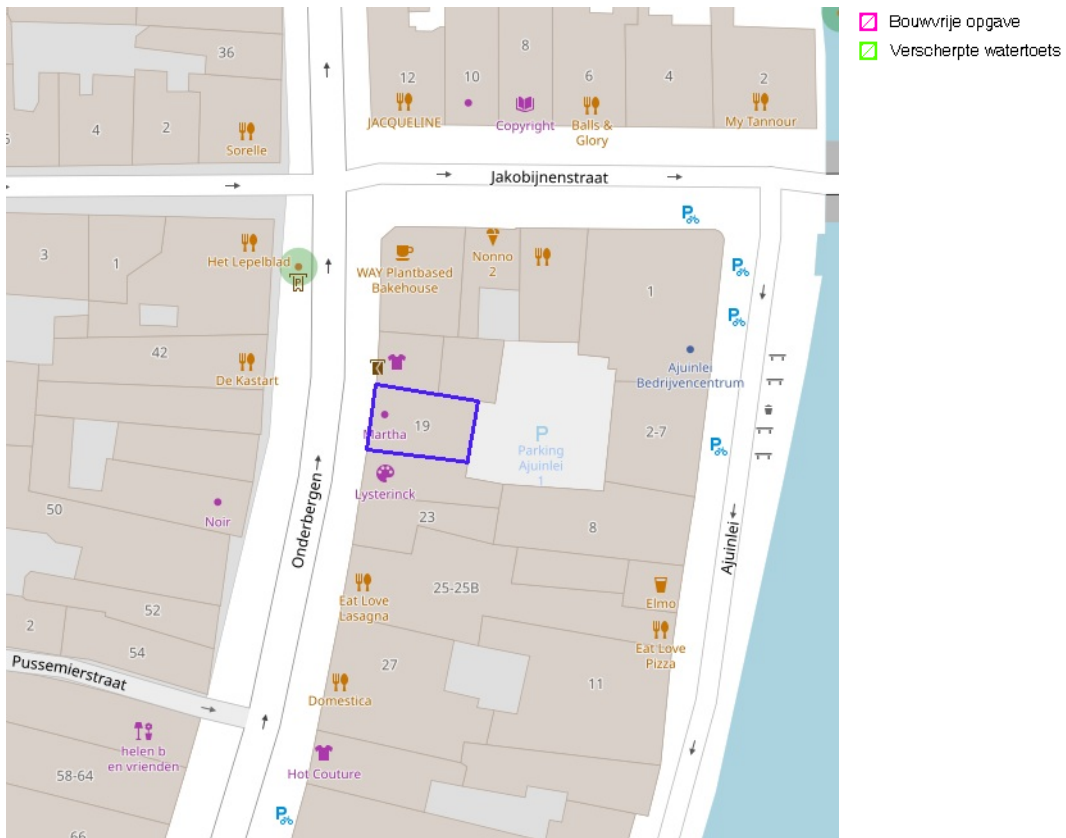 Bouwvrije opgave
Verscherpte watertoets
36
8
12
10
6
4
2
JACQUELINE
Copyright
Balls &
Glory
My Tannour
4
2
Sorelle
Jakobijnenstraat
3
1
Het Lepelblad
P
WAY Plantbased
Bakehouse
Nonno
2
1
42
De Kastart
Ajuinlei
Bedrijvencentrum
19
Martha
P
Parking
Ajuinlei
1
2-7
Lysterinck
Onderbergen
50
Noir
23
8
Ajuinlei
25-25B
Eat Love
Lasagna
Elmo
52
2
54
Eat Love
Pizza
Pussemierstraat
27
11
Domestica
helen b
en vrienden
Hot Couture
58-64
P
66
P
P
P
P